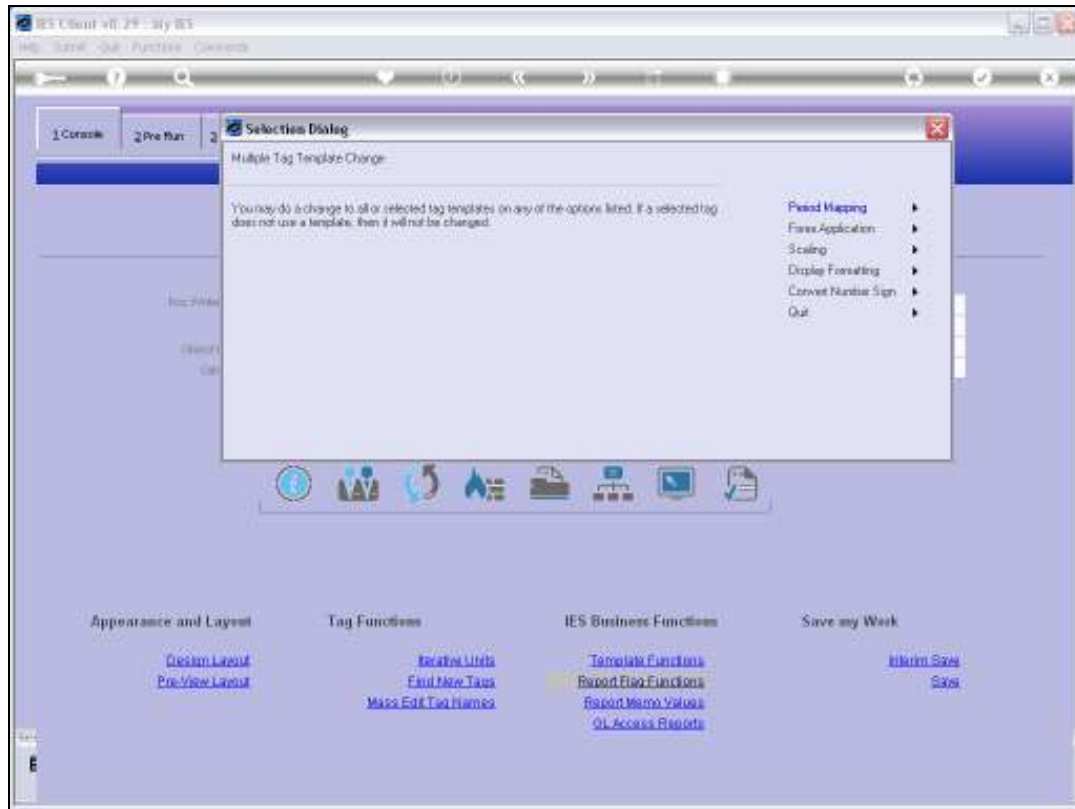 IES Client v8.29 : My IES
Help Submit Quit Functions Commands
1 Console
2 Pre Run
Selection Dialog
Multiple Tag Template Change
You may do a change to all or selected tag templates on any of the options listed. If a selected tag
does not use a template, then it will not be changed.
Period Mapping
Forex Application
Scaling
Display Formatting
Convert Number Sign
Quit
Appearance and Layout
Design Layout
Pre-View Layout
Tag Functions
Iterative Units
Find New Tags
Mass Edit Tag Names
IES Business Functions
Template Functions
Report Flag Functions
Report Memo Values
GL Access Reports
Save my Work
Interim Save
Save